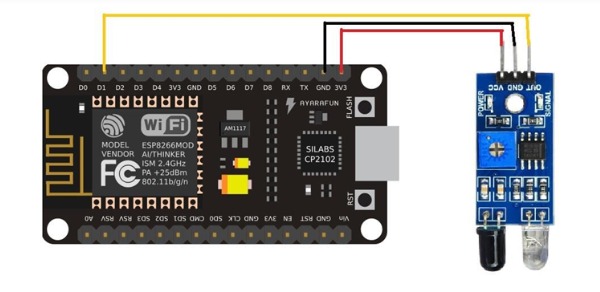 D0 D1 D2 D3 D4 3V3 GND D5 D6 D7 D8 RX TX GND 3V3
AYARAFUN
FLASH
WiFi
MODEL ESP8266MOD
VENDOR AI/THINKER
ISM 2.4GHz
PA +25dBm
802.11b/g/n
FC
AM1117
SILABS
CP2102
RST
A0 RSV RSV SD3 SD2 SD1 CMD SD0 CLK GND 3V3 EN RST GND Vin
OUT GND VCC
POWER
SIGNAL